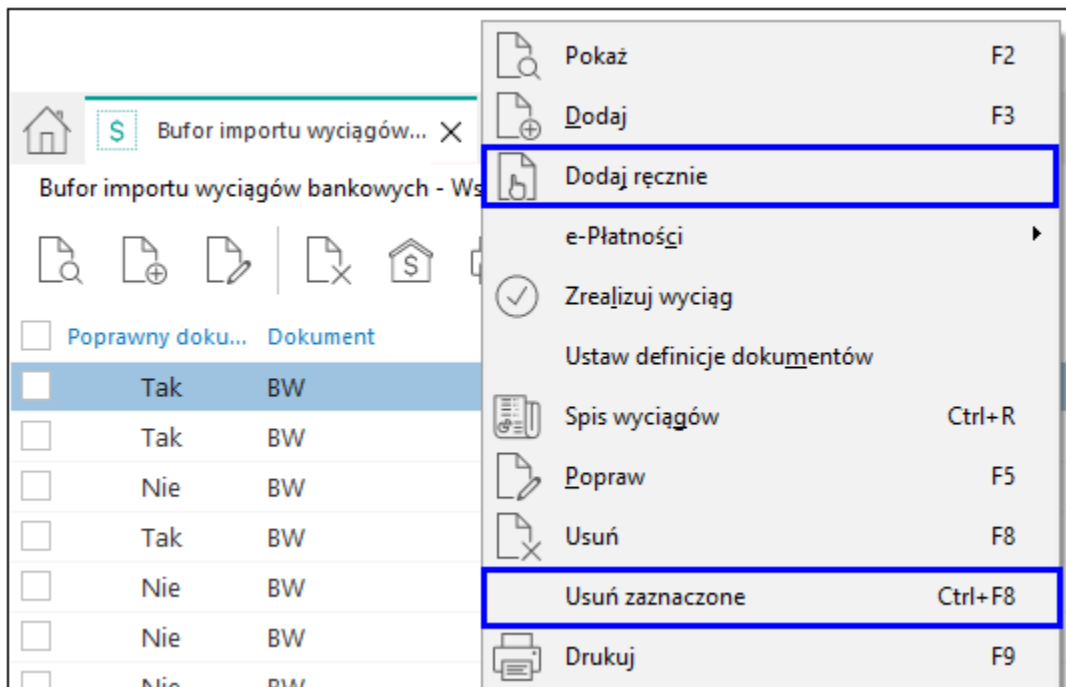 Bufor importu wyciągów...
Bufor importu wyciągów bankowych - Ws
Poprawny doku... Dokument
Tak BW
Tak BW
Nie BW
Tak BW
Nie BW
Nie BW
Nie BW
Pokaż F2
Dodaj F3
Dodaj ręcznie
e-Płatności
Zrealizuj wyciąg
Ustaw definicje dokumentów
Spis wyciągów Ctrl+R
Popraw F5
Usuń F8
Usuń zaznaczone Ctrl+F8
Drukuj F9